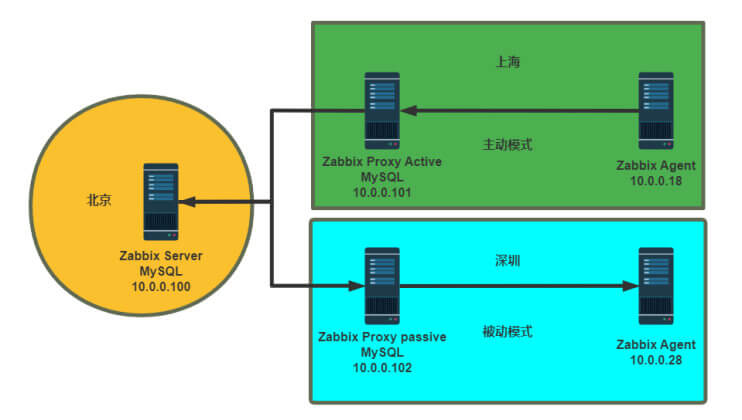 北京
Zabbix Server
MySQL
10.0.0.100
上海
Zabbix Proxy Active
MySQL
10.0.0.101
主动模式
Zabbix Agent
10.0.0.18
深圳
Zabbix Proxy passive
MySQL
10.0.0.102
被动模式
Zabbix Agent
10.0.0.28